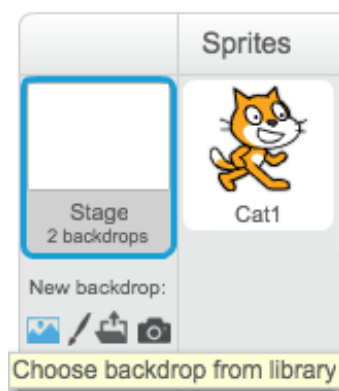 Sprites
Stage
2 backdrops
Cat1
New backdrop:
Choose backdrop from library